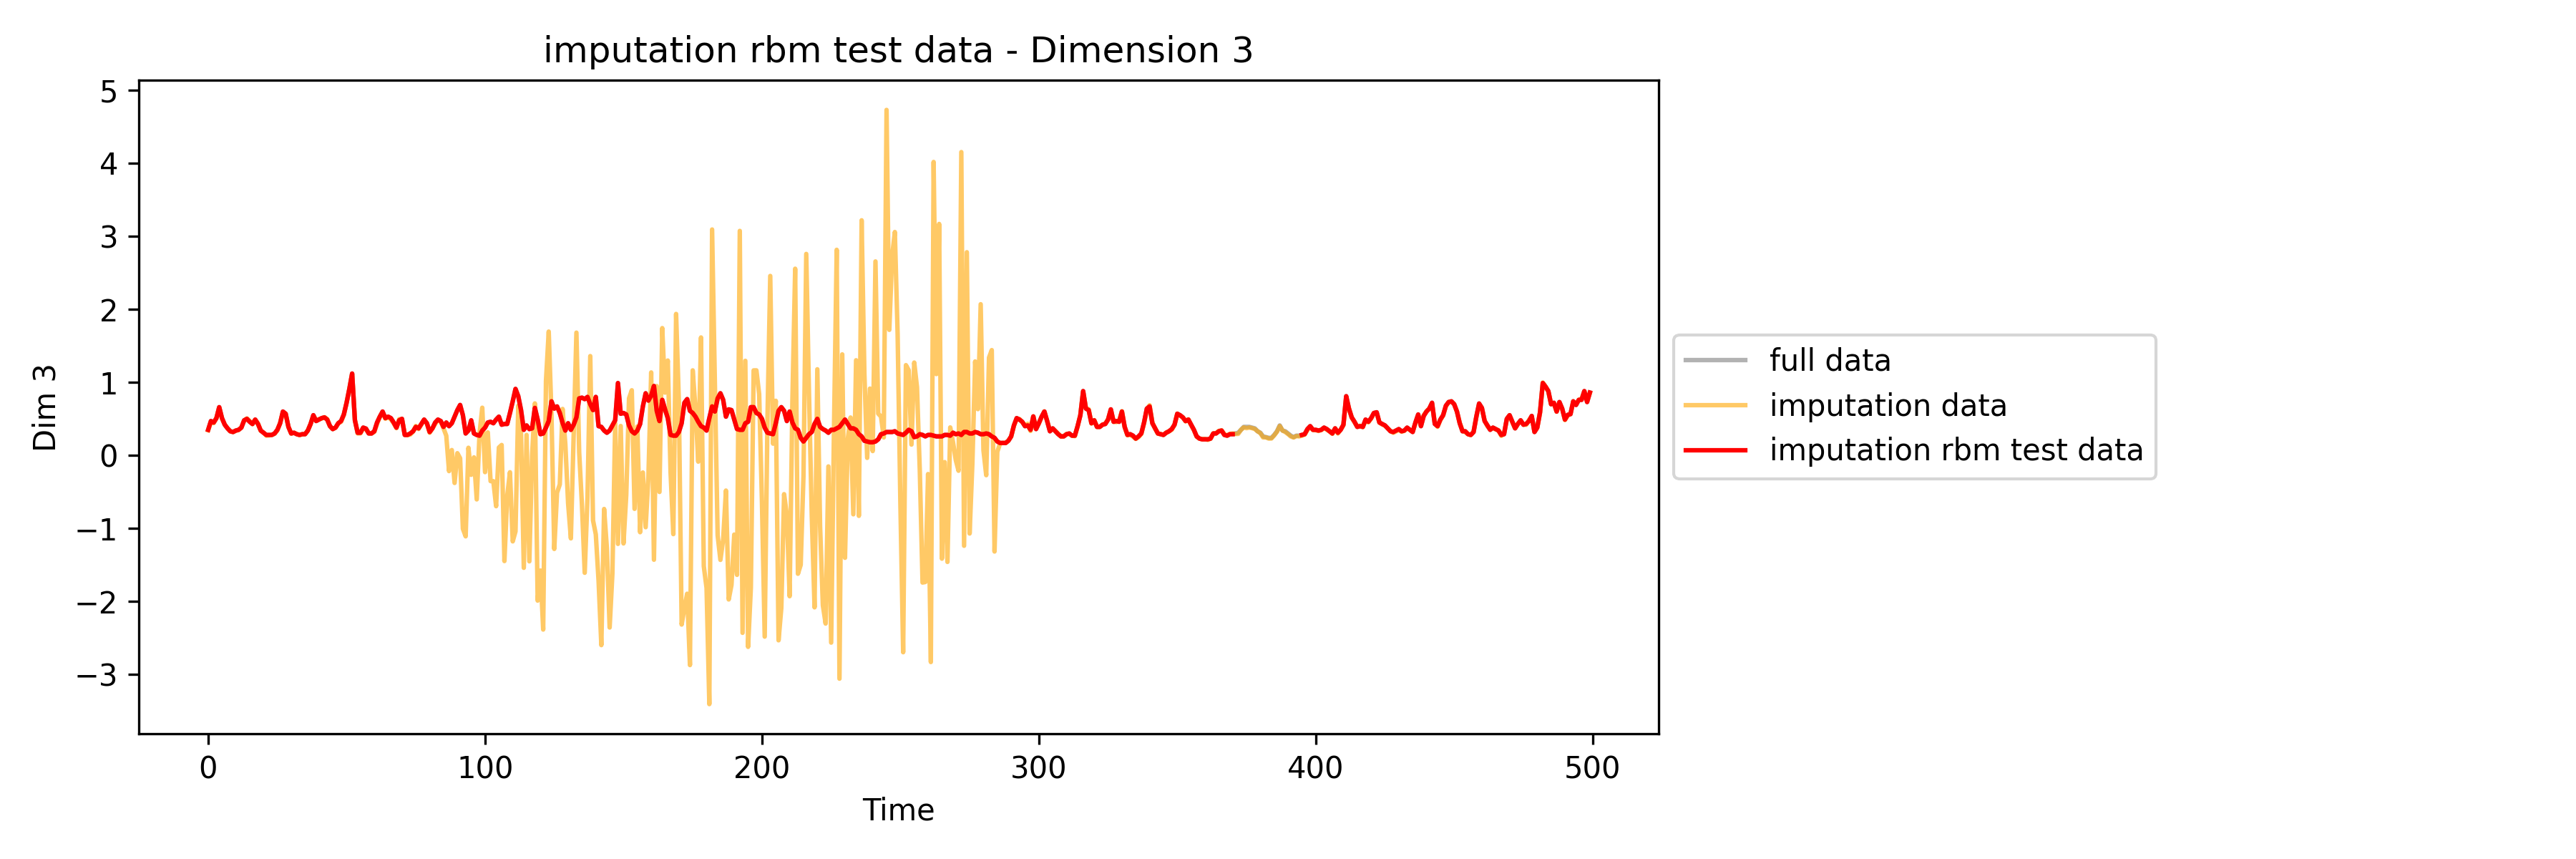 imputation rbm test data - Dimension 3
5
4
3
2
1
0
−1
−2
−3
Dim 3
0 100 200 300 400 500
Time
full data
imputation data
imputation rbm test data